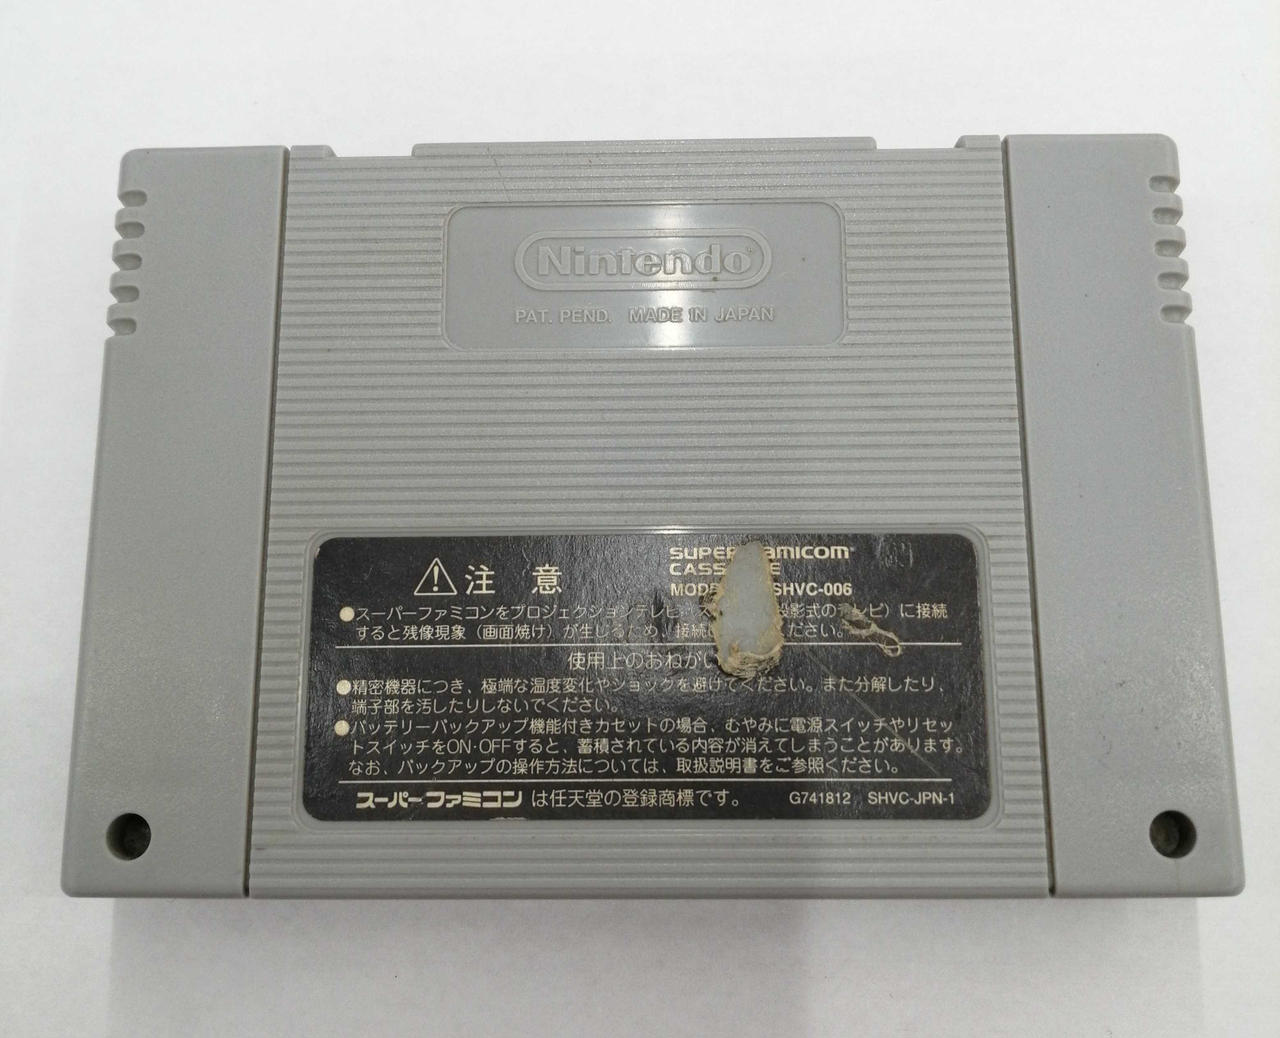 Nintendo
PAT. PEND. MADE IN JAPAN
注意
SUPER FAMICOM
CASSETTE
SHVC-006
●スーパーファミコンをプロジェクションテレビ 影式のテレビ）に接続
すると残像現象（画面焼け）が生じるため、接続 ください。
使用上のおねがい
●精密機器につき、極端な温度変化やショックを避けてください。また分解したり、
端子部を汚したりしないでください。
●バッテリーバックアップ機能付きカセットの場合、むやみに電源スイッチやリセッ
トスイッチをON・OFFすると、蓄積されている内容が消えてしまうことがあります。
なお、バックアップの操作方法については、取扱説明書をご参照ください。
スーパーファミコンは任天堂の登録商標です。 G741812 SHVC-JPN-1